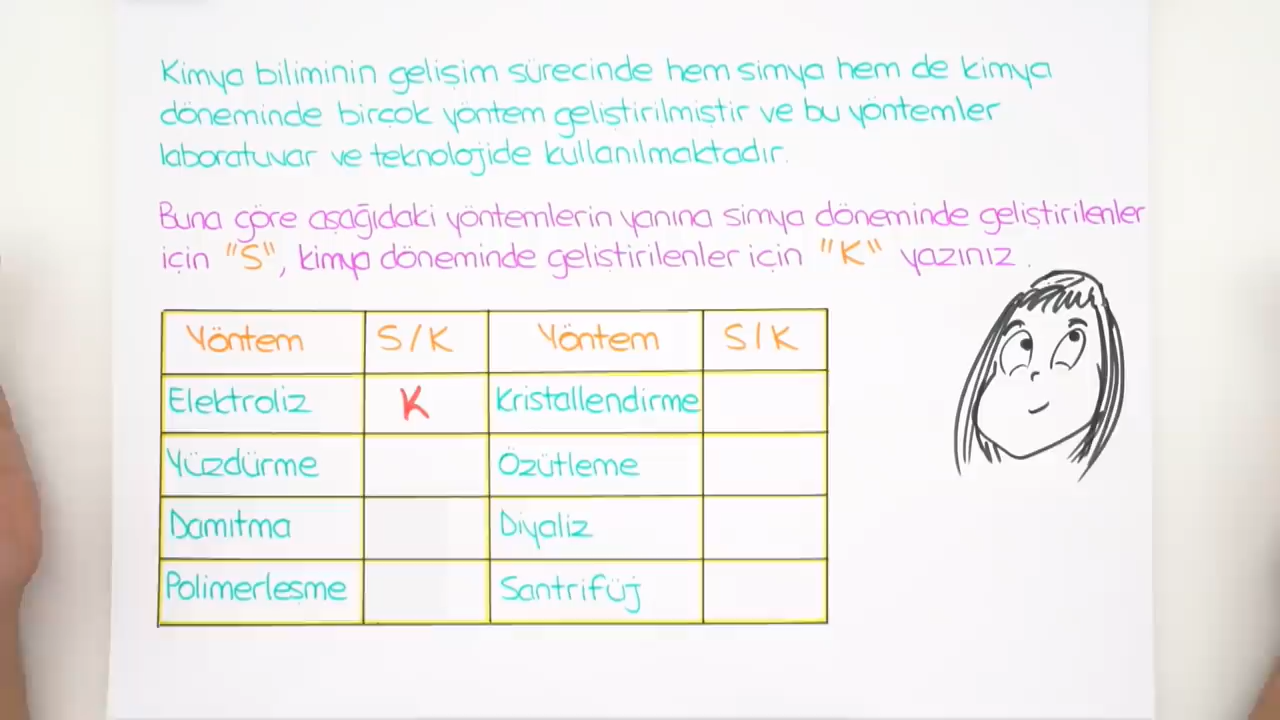 Kimya biliminin gelişim sürecinde hem simya hem de kimya
döneminde birçok yöntem geliştirilmiştir ve bu yöntemler
laboratuvar ve teknolojide kullanılmaktadır.
Buna göre aşağıdaki yöntemlerin yanına simya döneminde geliştirilenler
için "S", kimya döneminde geliştirilenler için "K" yazınız.
Yöntem S/K Yöntem S/K
Elektroliz K Kristallendirme
Yüzdürme Özütleme
Damıtma Diyaliz
Polimerleşme Santrifüj